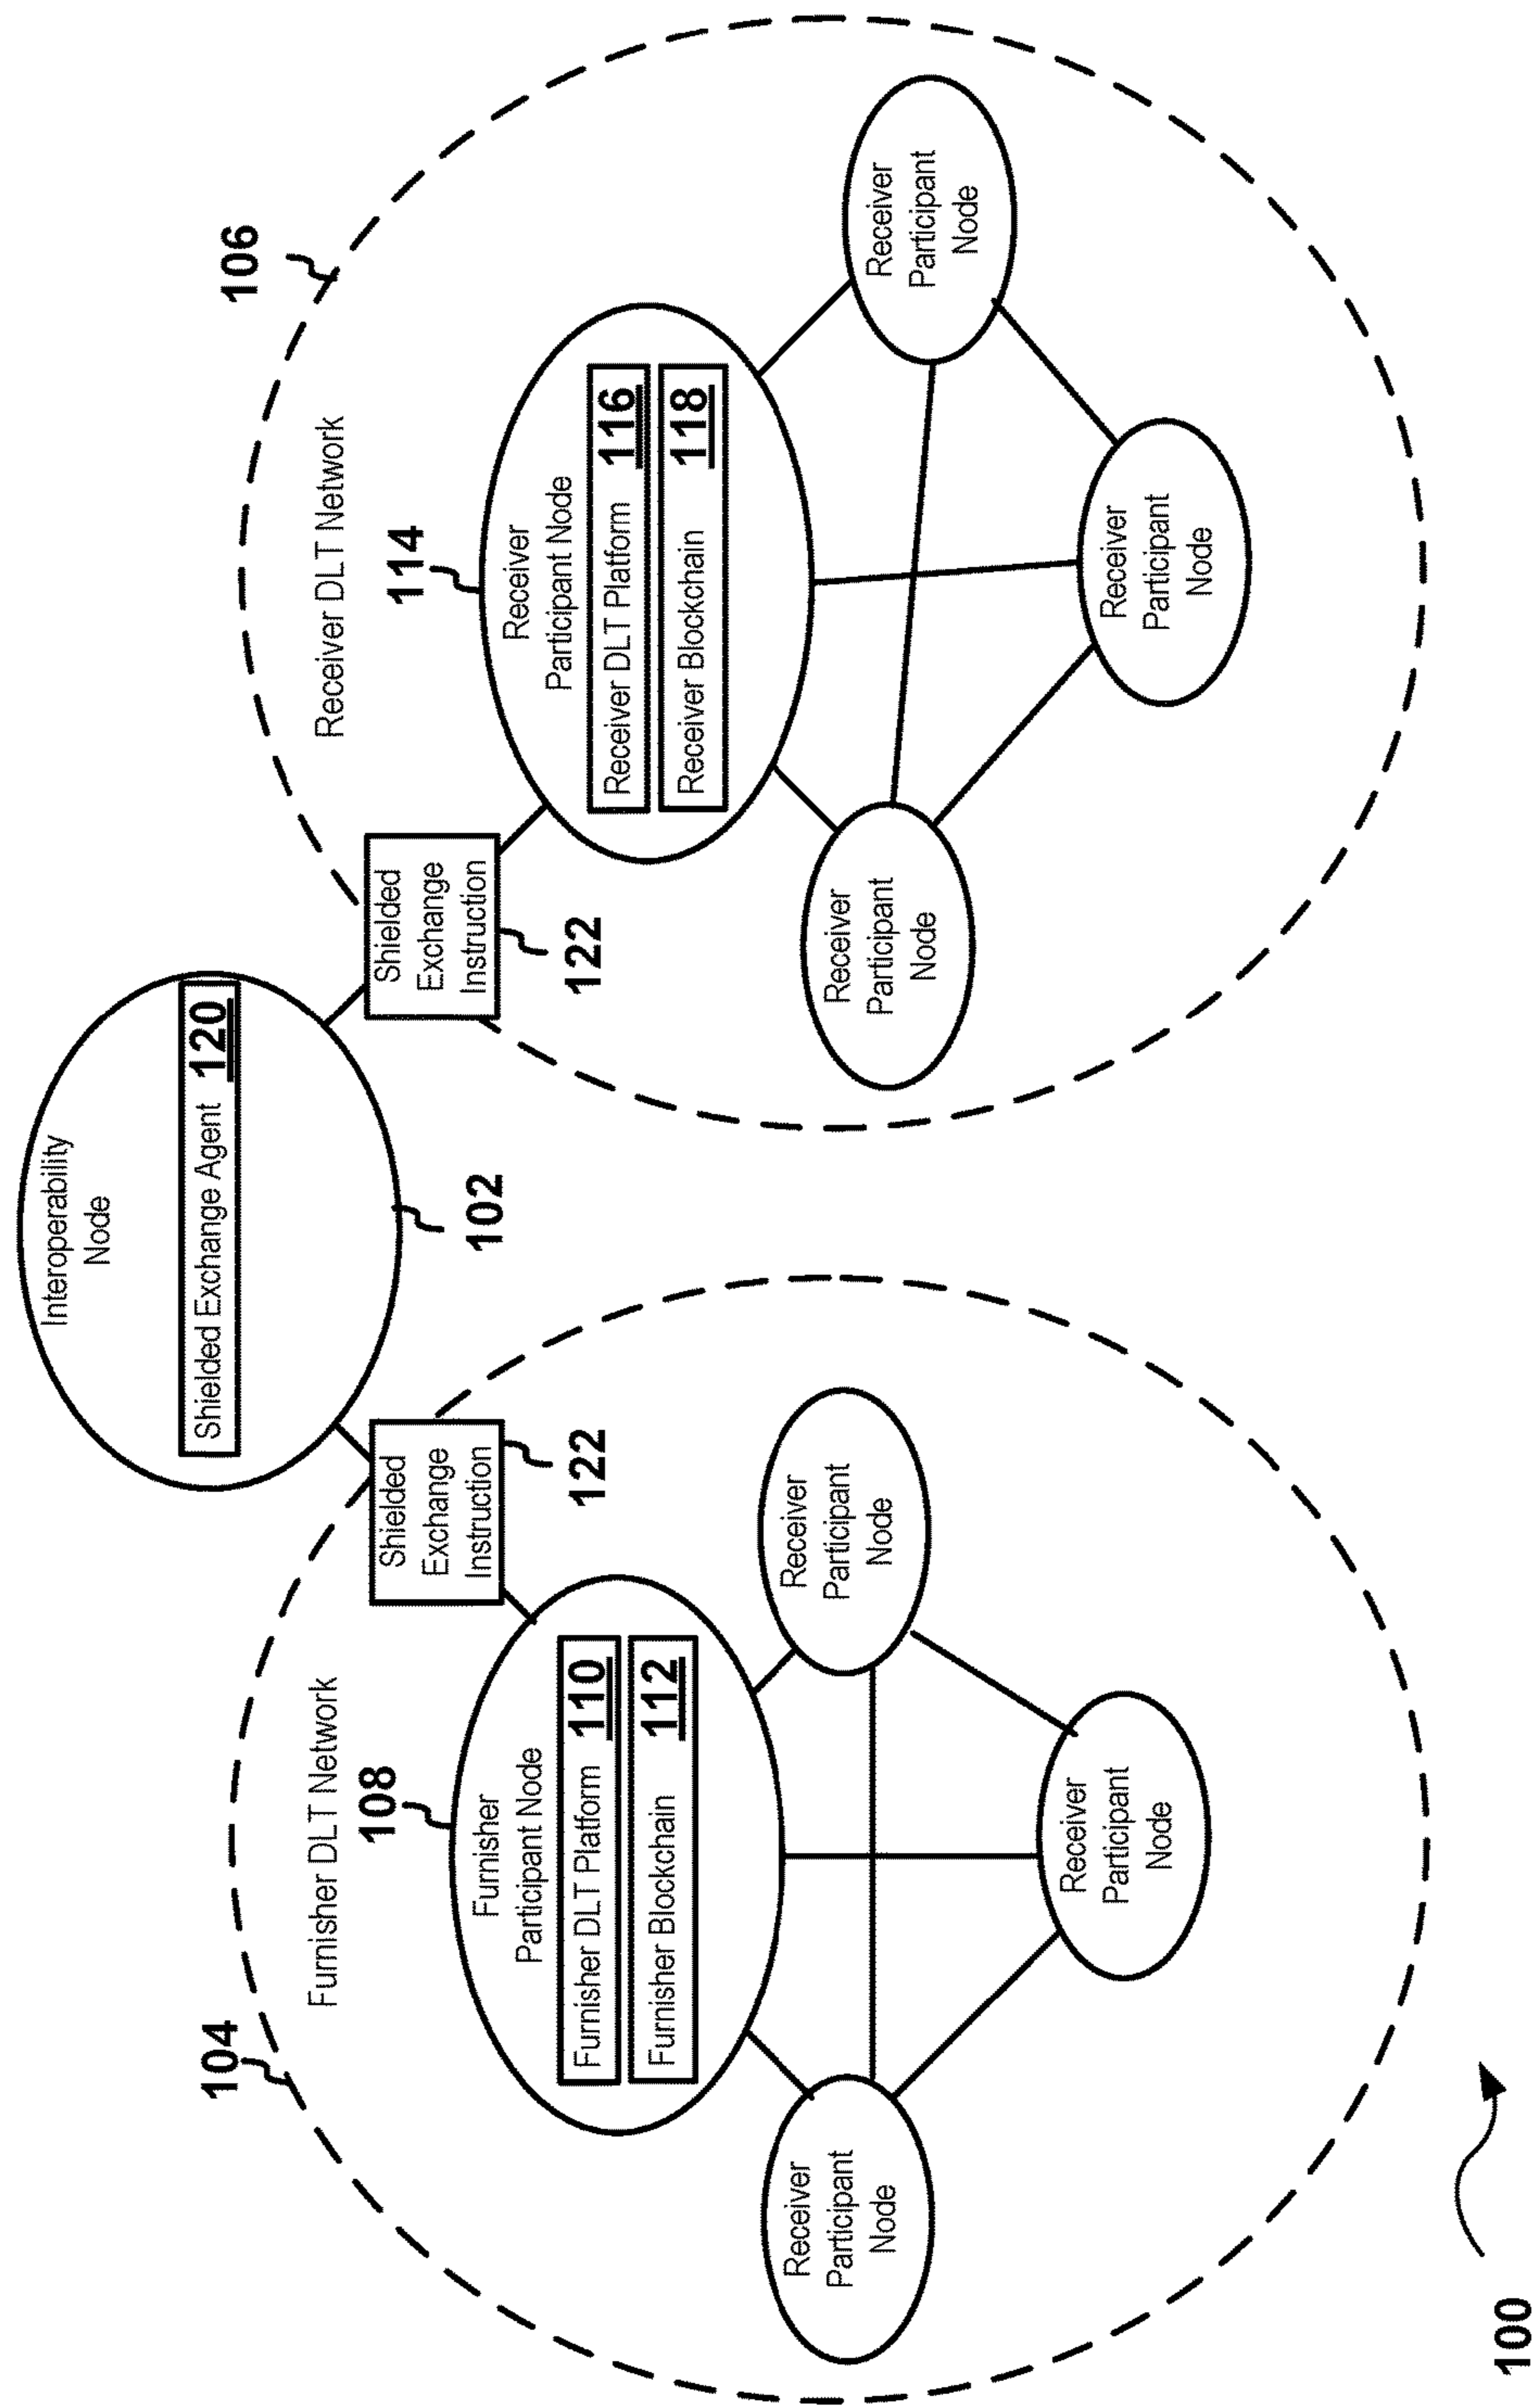 Interoperability
Node
Shielded Exchange Agent 120
102
104
Furnisher DLT Network
108
Furnisher
Participant Node
Furnisher DLT Platform 110
Furnisher Blockchain 112
Shielded
Exchange
Instruction
122
Receiver
Participant
Node
Receiver
Participant
Node
Receiver
Participant
Node
106
Receiver DLT Network
114
Receiver
Participant Node
Receiver DLT Platform 116
Receiver Blockchain 118
Shielded
Exchange
Instruction
122
Receiver
Participant
Node
Receiver
Participant
Node
Receiver
Participant
Node
100